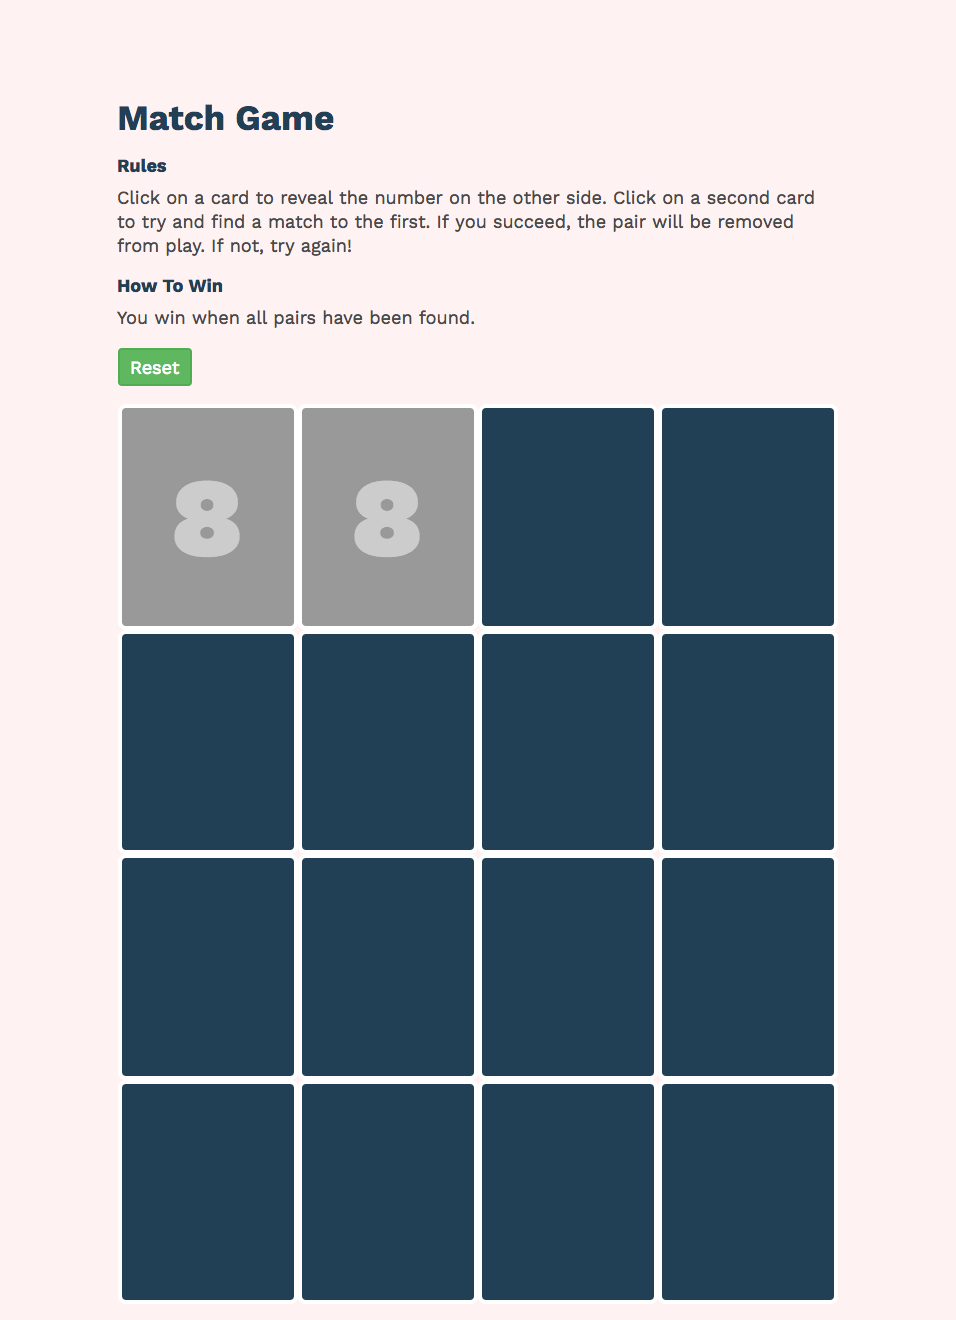 Match Game
Rules
Click on a card to reveal the number on the other side. Click on a second card
to try and find a match to the first. If you succeed, the pair will be removed
from play. If not, try again!
How To Win
You win when all pairs have been found.
Reset
8 8